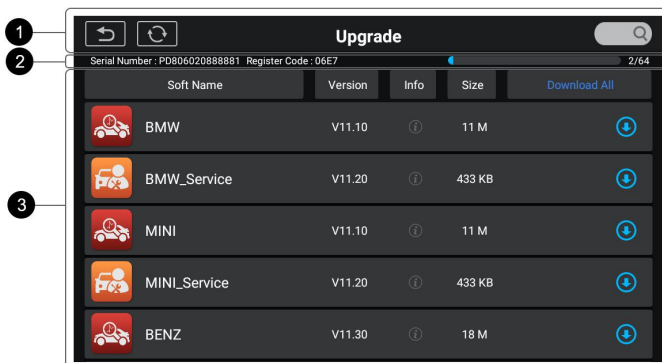 1
Upgrade
2
Serial Number : PD806020888881 Register Code : 06E7 2/64
3
Soft Name Version Info Size Download All
BMW V11.10 i 11 M
BMW_Service V11.20 i 433 KB
MINI V11.10 i 11 M
MINI_Service V11.20 i 433 KB
BENZ V11.30 i 18 M